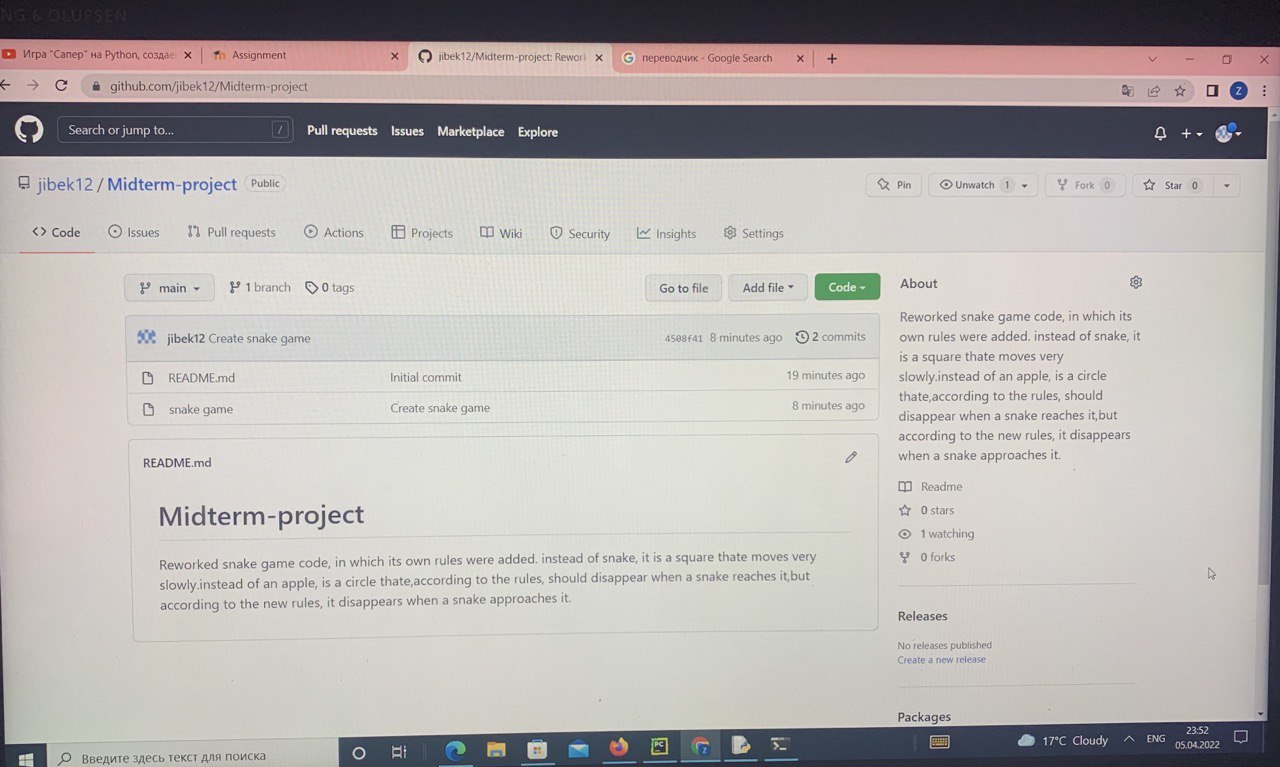 NG & OLUFSEN
Игра "Сапер" на Python, создае
Assignment
jibek12/Midterm-project: Rework
переводчик - Google Search
github.com/jibek12/Midterm-project
Z
Search or jump to...
/
Pull requests Issues Marketplace Explore
jibek12 / Midterm-project Public
Pin
Unwatch 1
Fork 0
Star 0
<> Code
Issues
Pull requests
Actions
Projects
Wiki
Security
Insights
Settings
main
1 branch
0 tags
Go to file
Add file
Code
jibek12 Create snake game
4508f41 8 minutes ago
2 commits
README.md Initial commit 19 minutes ago
snake game Create snake game 8 minutes ago
README.md
Midterm-project
Reworked snake game code, in which its own rules were added. instead of snake, it is a square thate moves very
slowly.instead of an apple, is a circle thate,according to the rules, should disappear when a snake reaches it,but
according to the new rules, it disappears when a snake approaches it.
About
Reworked snake game code, in which its
own rules were added. instead of snake, it
is a square thate moves very
slowly.instead of an apple, is a circle
thate,according to the rules, should
disappear when a snake reaches it,but
according to the new rules, it disappears
when a snake approaches it.
Readme
0 stars
1 watching
0 forks
Releases
No releases published
Create a new release
Packages
здесь текст для поиска
PC
17°C Cloudy
ENG
23:52
05.04.2022